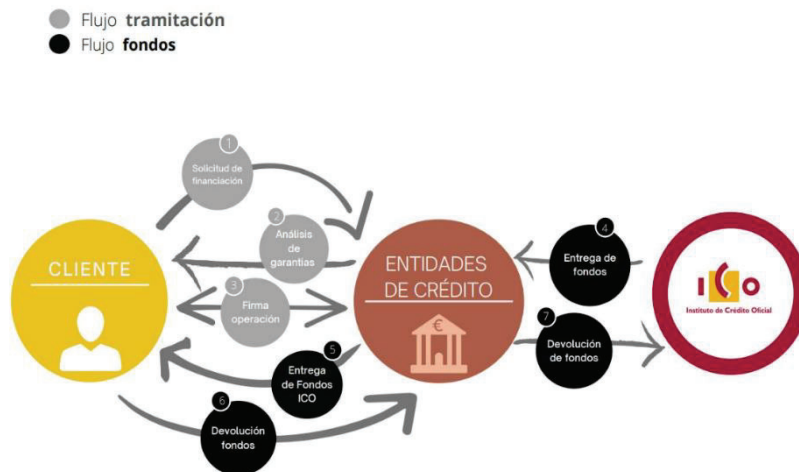 Flujo tramitación
Flujo fondos
1
Solicitud de
financiación
2
Análisis
de
garantías
3
Firma
operación
CLIENTE
ENTIDADES
DE CRÉDITO
€
4
Entrega de
fondos
5
Entrega
de Fondos
ICO
6
Devolución
fondos
7
Devolución
de fondos
ICO
Instituto de Crédito Oficial